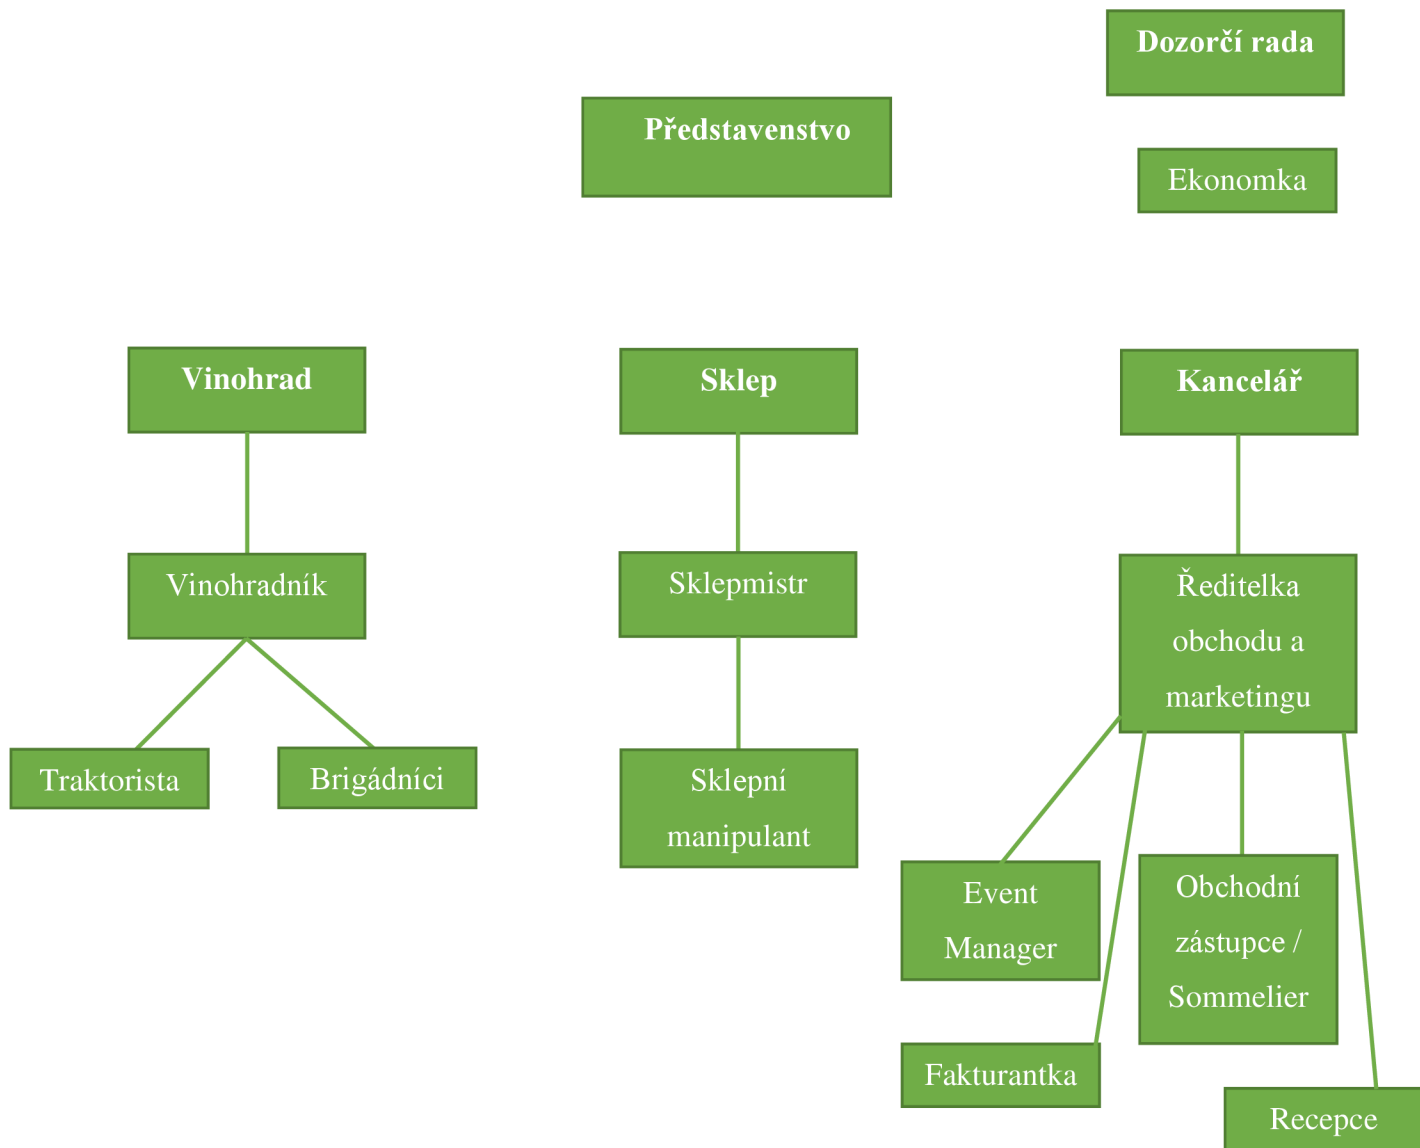 Dozorčí rada
Představenstvo
Ekonomka
Vinohrad
Sklep
Kancelář
Vinohradník
Sklepmistr
Ředitelka
obchodu a
marketingu
Traktorista
Brigádníci
Sklepní
manipulant
Event
Manager
Obchodní
zástupce /
Sommelier
Fakturantka
Recepce